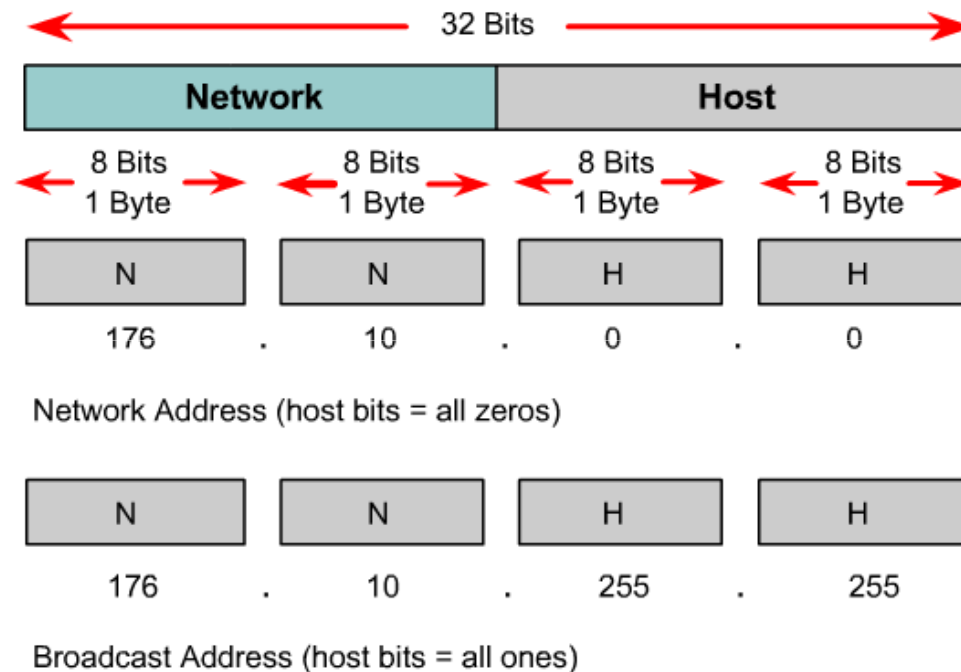 32 Bits
Network Host
8 Bits 8 Bits 8 Bits 8 Bits
1 Byte 1 Byte 1 Byte 1 Byte
N N H H
176 . 10 . 0 . 0
Network Address (host bits = all zeros)
N N H H
176 . 10 . 255 . 255
Broadcast Address (host bits = all ones)